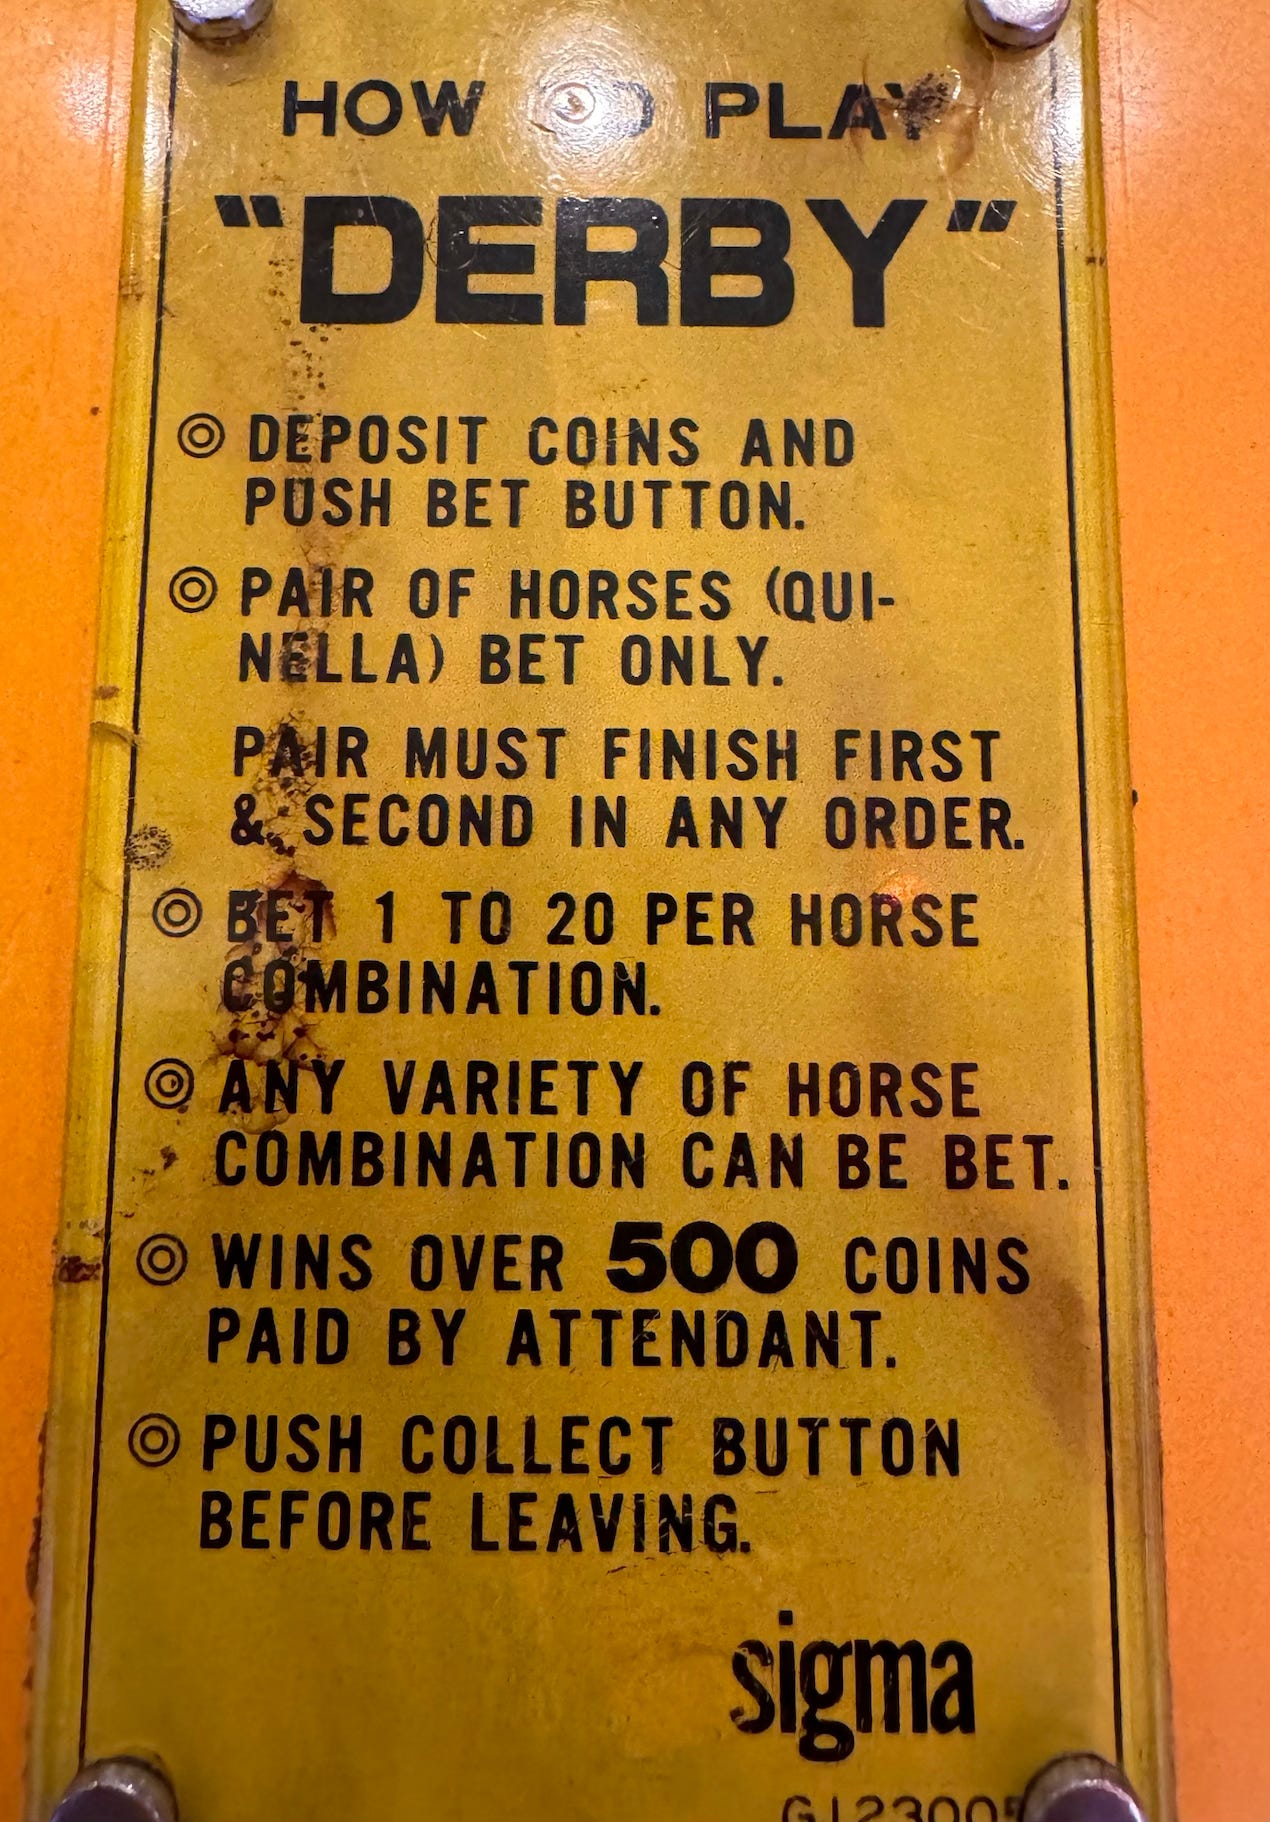 HOW TO PLAY
"DERBY"
◎ DEPOSIT COINS AND
PUSH BET BUTTON.
◎ PAIR OF HORSES (QUI-
NELLA) BET ONLY.
PAIR MUST FINISH FIRST
& SECOND IN ANY ORDER.
◎ BET 1 TO 20 PER HORSE
COMBINATION.
◎ ANY VARIETY OF HORSE
COMBINATION CAN BE BET.
◎ WINS OVER 500 COINS
PAID BY ATTENDANT.
◎ PUSH COLLECT BUTTON
BEFORE LEAVING.
sigma